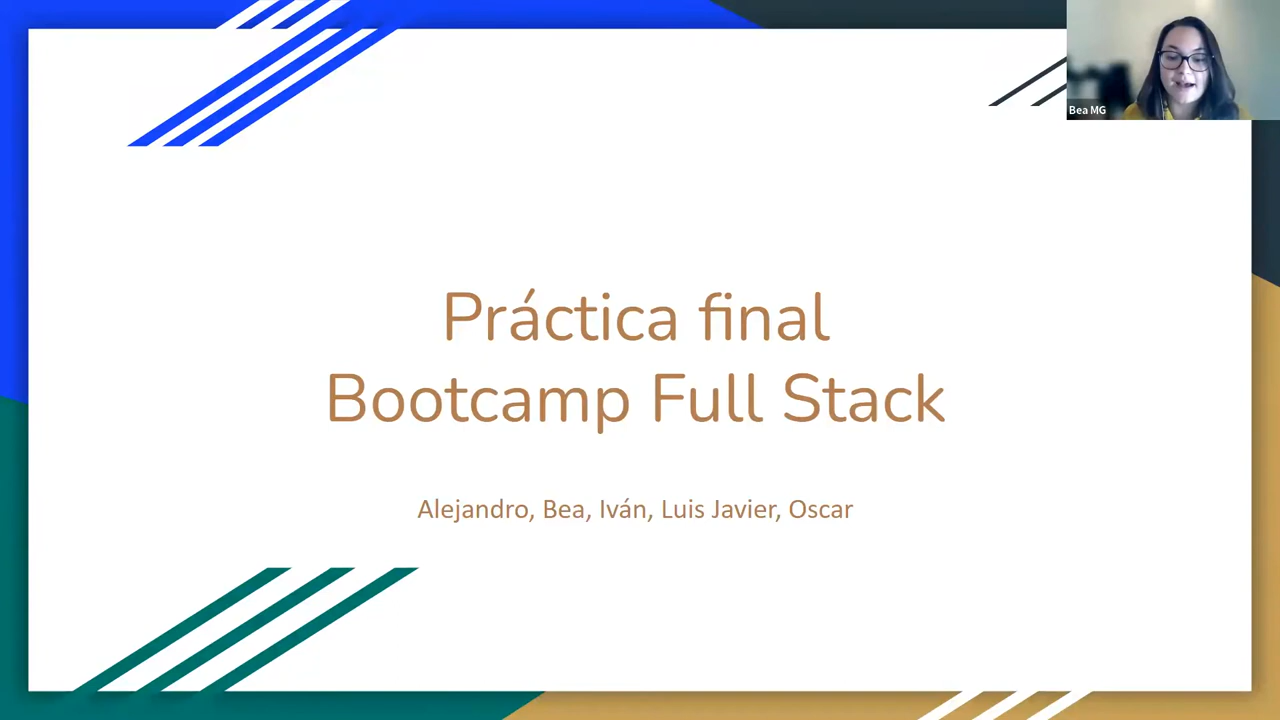 Bea MG
Práctica final
Bootcamp Full Stack
Alejandro, Bea, Iván, Luis Javier, Oscar